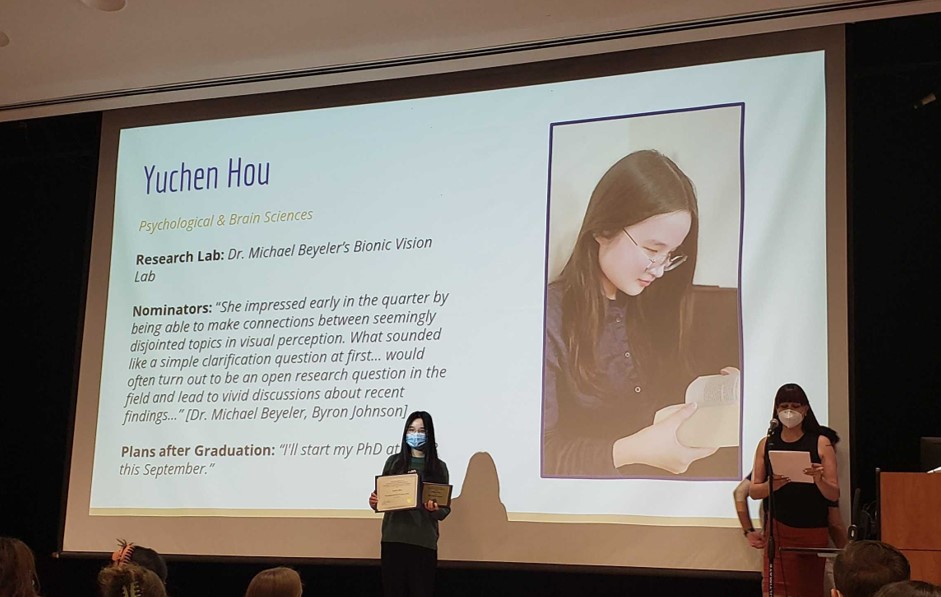 Yuchen Hou
Psychological & Brain Sciences
Research Lab: Dr. Michael Beyeler's Bionic Vision
Lab
Nominators: "She impressed early in the quarter by
being able to make connections between seemingly
disjointed topics in visual perception. What sounded
like a simple clarification question at first... would
often turn out to be an open research question in the
field and lead to vivid discussions about recent
findings..." [Dr. Michael Beyeler, Byron Johnson]
Plans after Graduation: "I'll start my PhD at
this September."